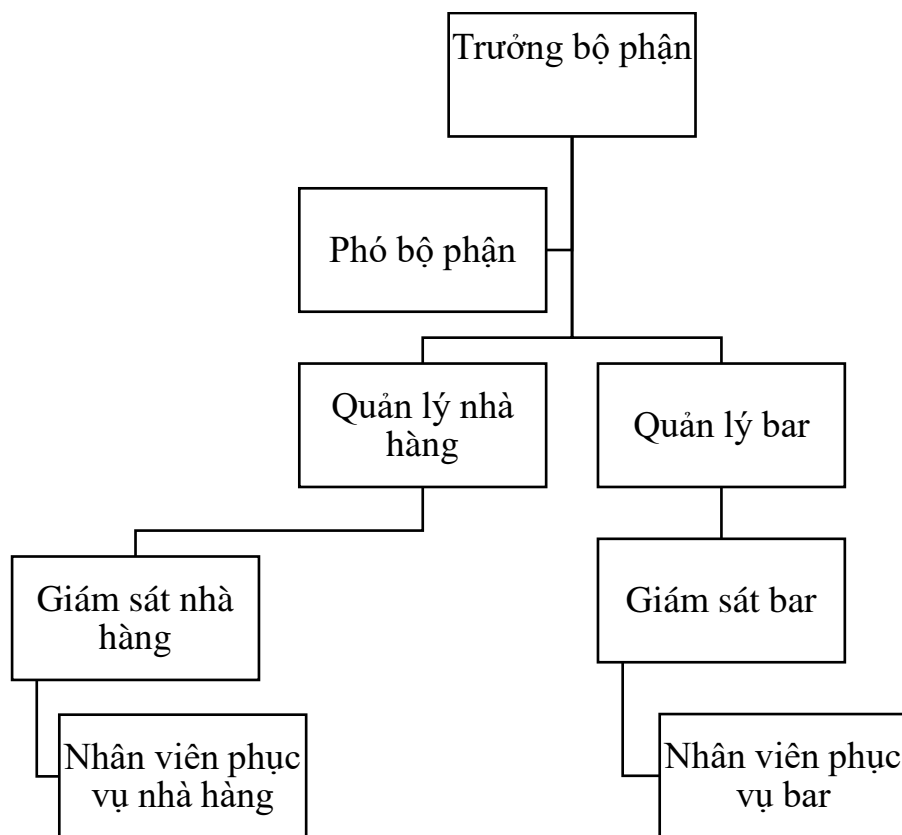 Trưởng bộ phận
Phó bộ phận
Quản lý nhà
hàng
Quản lý bar
Giám sát nhà
hàng
Giám sát bar
Nhân viên phục
vụ nhà hàng
Nhân viên phục
vụ bar